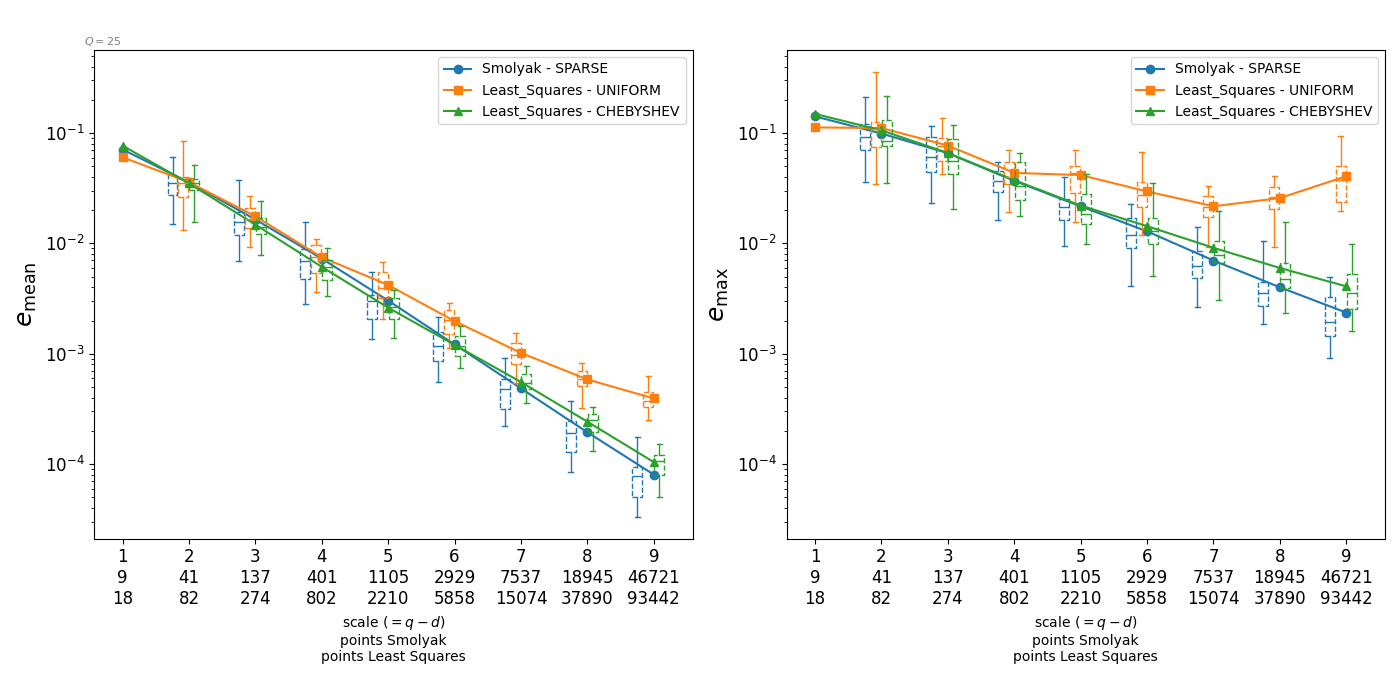 Q = 25
Smolyak - SPARSE
Least_Squares - UNIFORM
Least_Squares - CHEBYSHEV
10⁻¹
10⁻²
10⁻³
10⁻⁴
e_mean
1 2 3 4 5 6 7 8 9
9 41 137 401 1105 2929 7537 18945 46721
18 82 274 802 2210 5858 15074 37890 93442
scale (= q − d)
points Smolyak
points Least Squares
Smolyak - SPARSE
Least_Squares - UNIFORM
Least_Squares - CHEBYSHEV
10⁻¹
10⁻²
10⁻³
10⁻⁴
e_max
1 2 3 4 5 6 7 8 9
9 41 137 401 1105 2929 7537 18945 46721
18 82 274 802 2210 5858 15074 37890 93442
scale (= q − d)
points Smolyak
points Least Squares